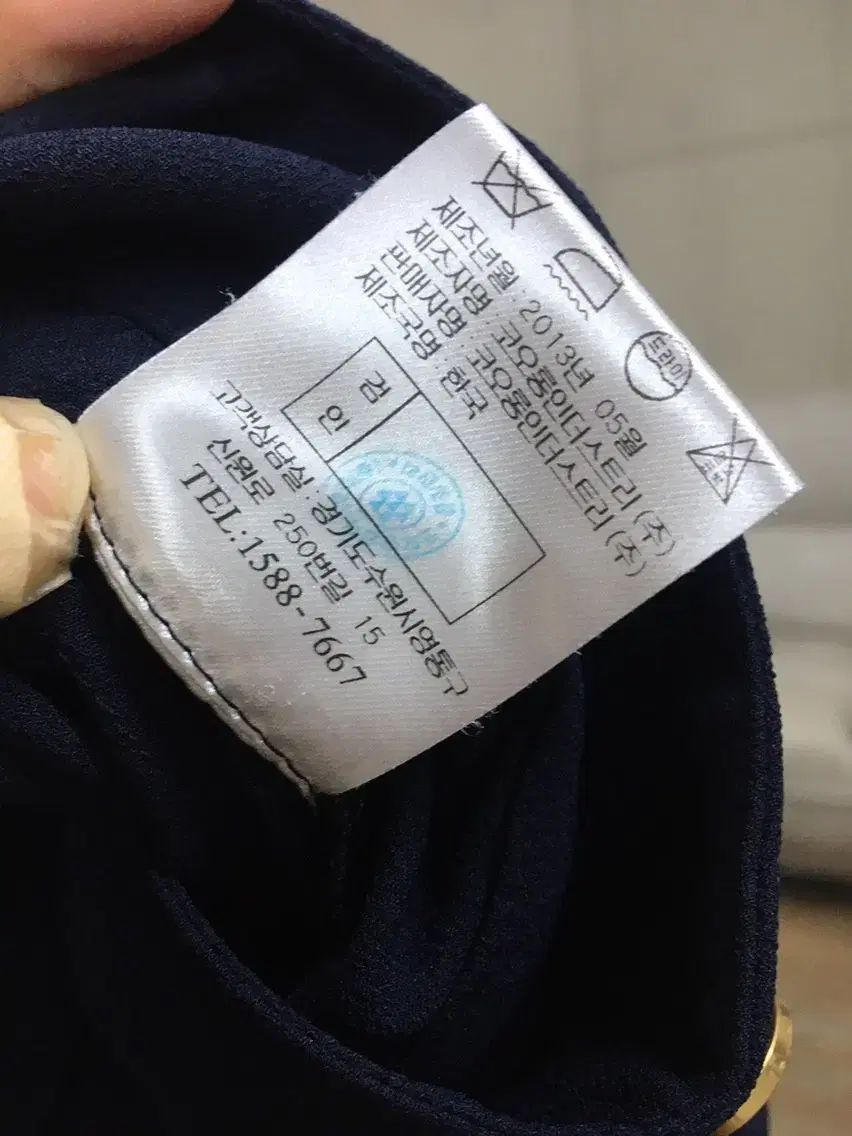 드라이
제조년월 : 2013년 05월
제조자명 : 코오롱인더스트리 (주)
판매자명 : 코오롱인더스트리 (주)
제조국명 : 한국
검
인
고객상담실 : 경기도수원시영통구
신원로 250번길 15
TEL:1588-7667